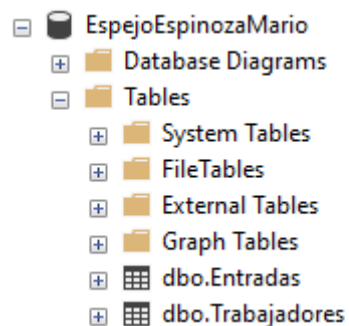 EspejoEspinozaMario
Database Diagrams
Tables
System Tables
FileTables
External Tables
Graph Tables
dbo.Entradas
dbo.Trabajadores